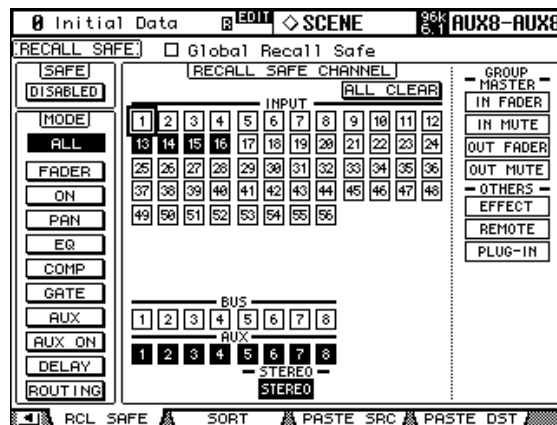 0 Initial Data EDIT SCENE 96K 6.1 AUX8-AUX8
RECALL SAFE Global Recall Safe
SAFE
DISABLED
MODE
ALL
FADER
ON
PAN
EQ
COMP
GATE
AUX
AUX ON
DELAY
ROUTING
RECALL SAFE CHANNEL
ALL CLEAR
INPUT
1 2 3 4 5 6 7 8 9 10 11 12
13 14 15 16 17 18 19 20 21 22 23 24
25 26 27 28 29 30 31 32 33 34 35 36
37 38 39 40 41 42 43 44 45 46 47 48
49 50 51 52 53 54 55 56
BUS
1 2 3 4 5 6 7 8
AUX
1 2 3 4 5 6 7 8
STEREO
STEREO
GROUP
MASTER
IN FADER
IN MUTE
OUT FADER
OUT MUTE
OTHERS
EFFECT
REMOTE
PLUG-IN
RCL SAFE SORT PASTE SRC PASTE DST